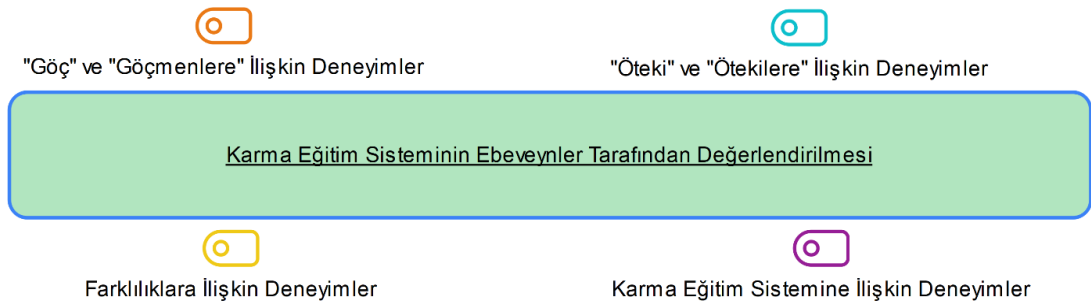 "Göç" ve "Göçmenlere" İlişkin Deneyimler
"Öteki" ve "Ötekilere" İlişkin Deneyimler
Karma Eğitim Sisteminin Ebeveynler Tarafından Değerlendirilmesi
Farklılıklara İlişkin Deneyimler
Karma Eğitim Sistemine İlişkin Deneyimler